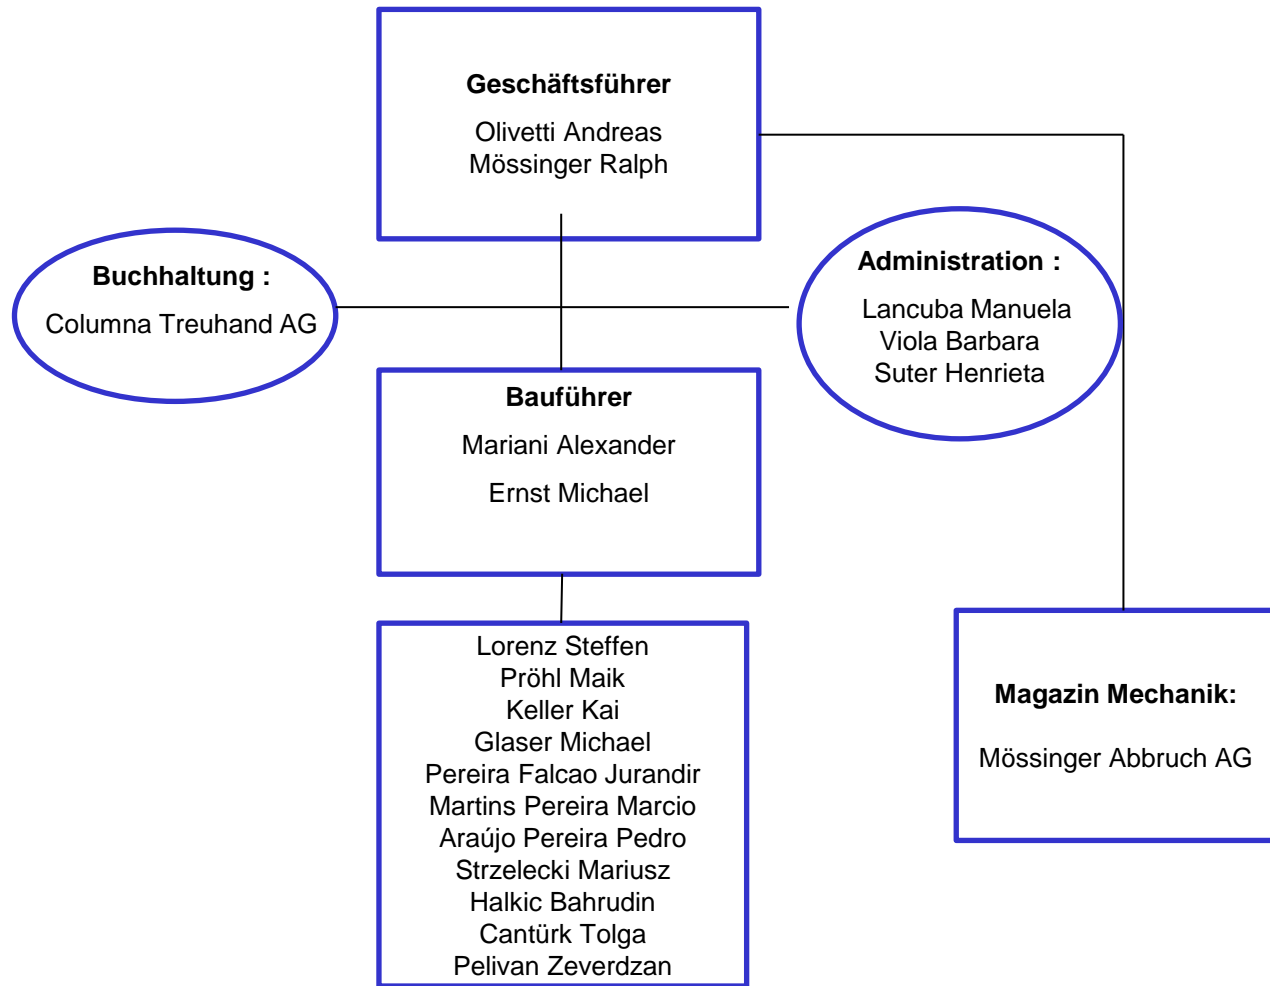 Geschäftsführer
Olivetti Andreas
Mössinger Ralph
Buchhaltung :
Columna Treuhand AG
Administration :
Lancuba Manuela
Viola Barbara
Suter Henrieta
Bauführer
Mariani Alexander
Ernst Michael
Lorenz Steffen
Pröhl Maik
Keller Kai
Glaser Michael
Pereira Falcao Jurandir
Martins Pereira Marcio
Araújo Pereira Pedro
Strzelecki Mariusz
Halkic Bahrudin
Cantürk Tolga
Pelivan Zeverdzan
Magazin Mechanik:
Mössinger Abbruch AG